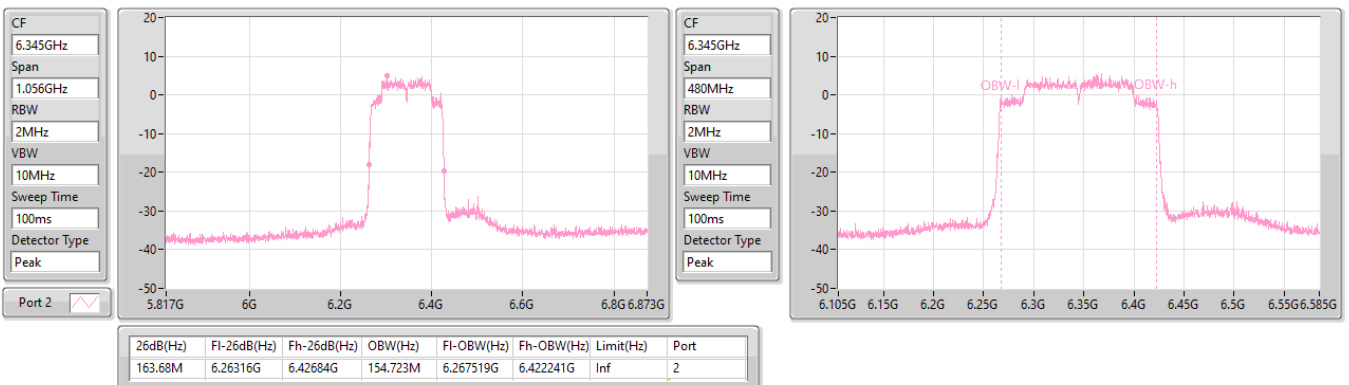 CF
6.345GHz
Span
1.056GHz
RBW
2MHz
VBW
10MHz
Sweep Time
100ms
Detector Type
Peak
Port 2
20
10
0
-10
-20
-30
-40
-50
5.817G 6G 6.2G 6.4G 6.6G 6.8G 6.873G
CF
6.345GHz
Span
480MHz
RBW
2MHz
VBW
10MHz
Sweep Time
100ms
Detector Type
Peak
20
10
0
-10
-20
-30
-40
-50
OBW-l OBW-h
6.105G 6.15G 6.2G 6.25G 6.3G 6.35G 6.4G 6.45G 6.5G 6.55G 6.585G
26dB(Hz) Fl-26dB(Hz) Fh-26dB(Hz) OBW(Hz) Fl-OBW(Hz) Fh-OBW(Hz) Limit(Hz) Port
163.68M 6.26316G 6.42684G 154.723M 6.267519G 6.422241G Inf 2